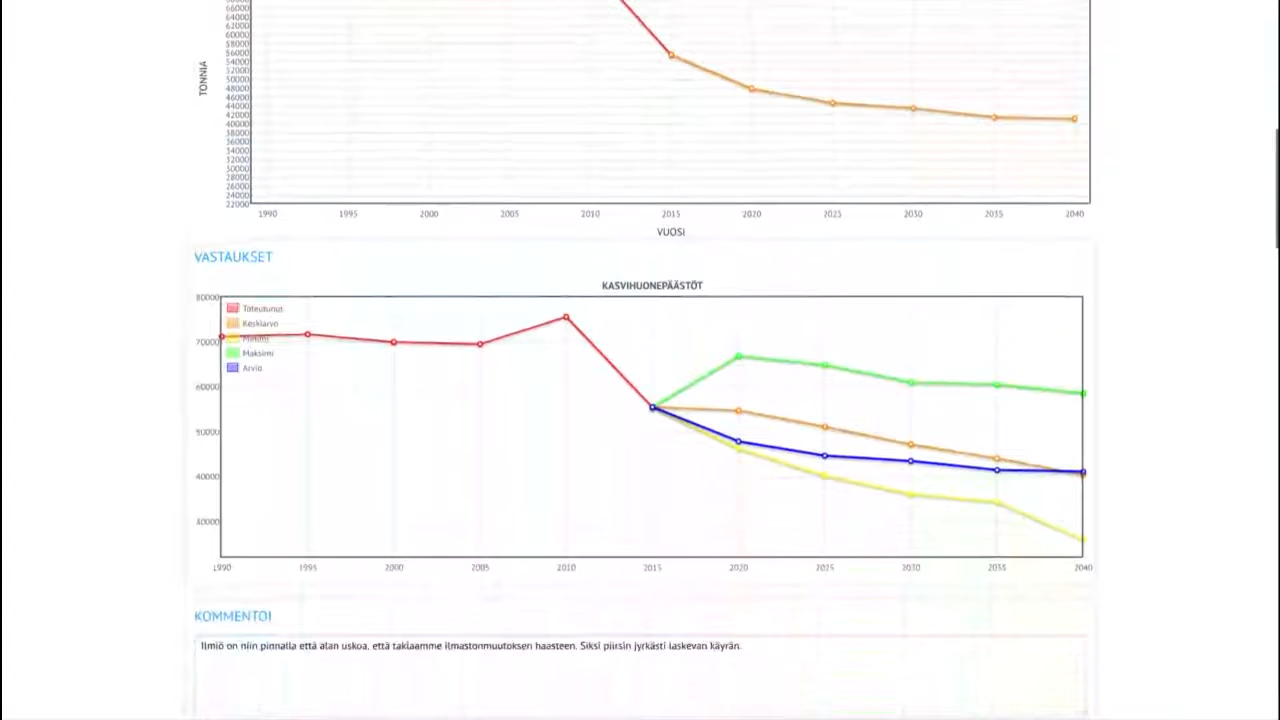 66000
64000
62000
60000
58000
56000
54000
52000
50000
48000
46000
44000
42000
40000
38000
36000
34000
32000
30000
28000
26000
24000
22000
TONNIA
1990 1995 2000 2005 2010 2015 2020 2025 2030 2035 2040
VUOSI
VASTAUKSET
KASVIHUONEPÄÄSTÖT
80000
70000
60000
50000
40000
30000
Toteutunut
Keskiarvo
Minimi
Maksimi
Arvio
1990 1995 2000 2005 2010 2015 2020 2025 2030 2035 2040
KOMMENTOI
Ilmiö on niin pinnalla että alan uskoa, että taklaamme ilmastonmuutoksen haasteen. Siksi piirsin jyrkästi laskevan käyrän.